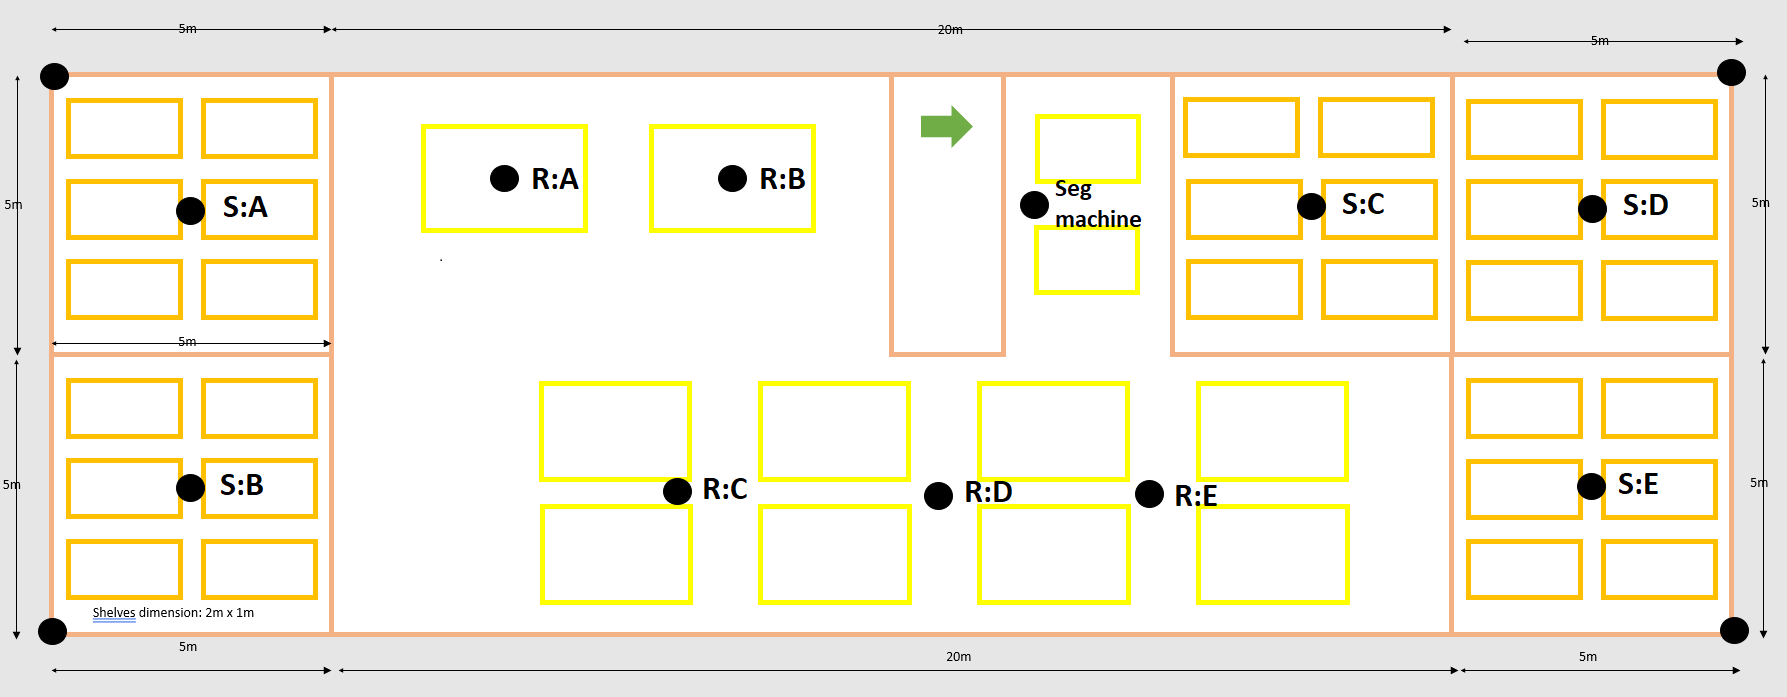 5m
20m
5m
R:A
R:B
Seg
machine
S:A
S:C
S:D
5m
5m
5m
S:B
R:C
R:D
R:E
S:E
5m
5m
Shelves dimension: 2m x 1m
5m
20m
5m